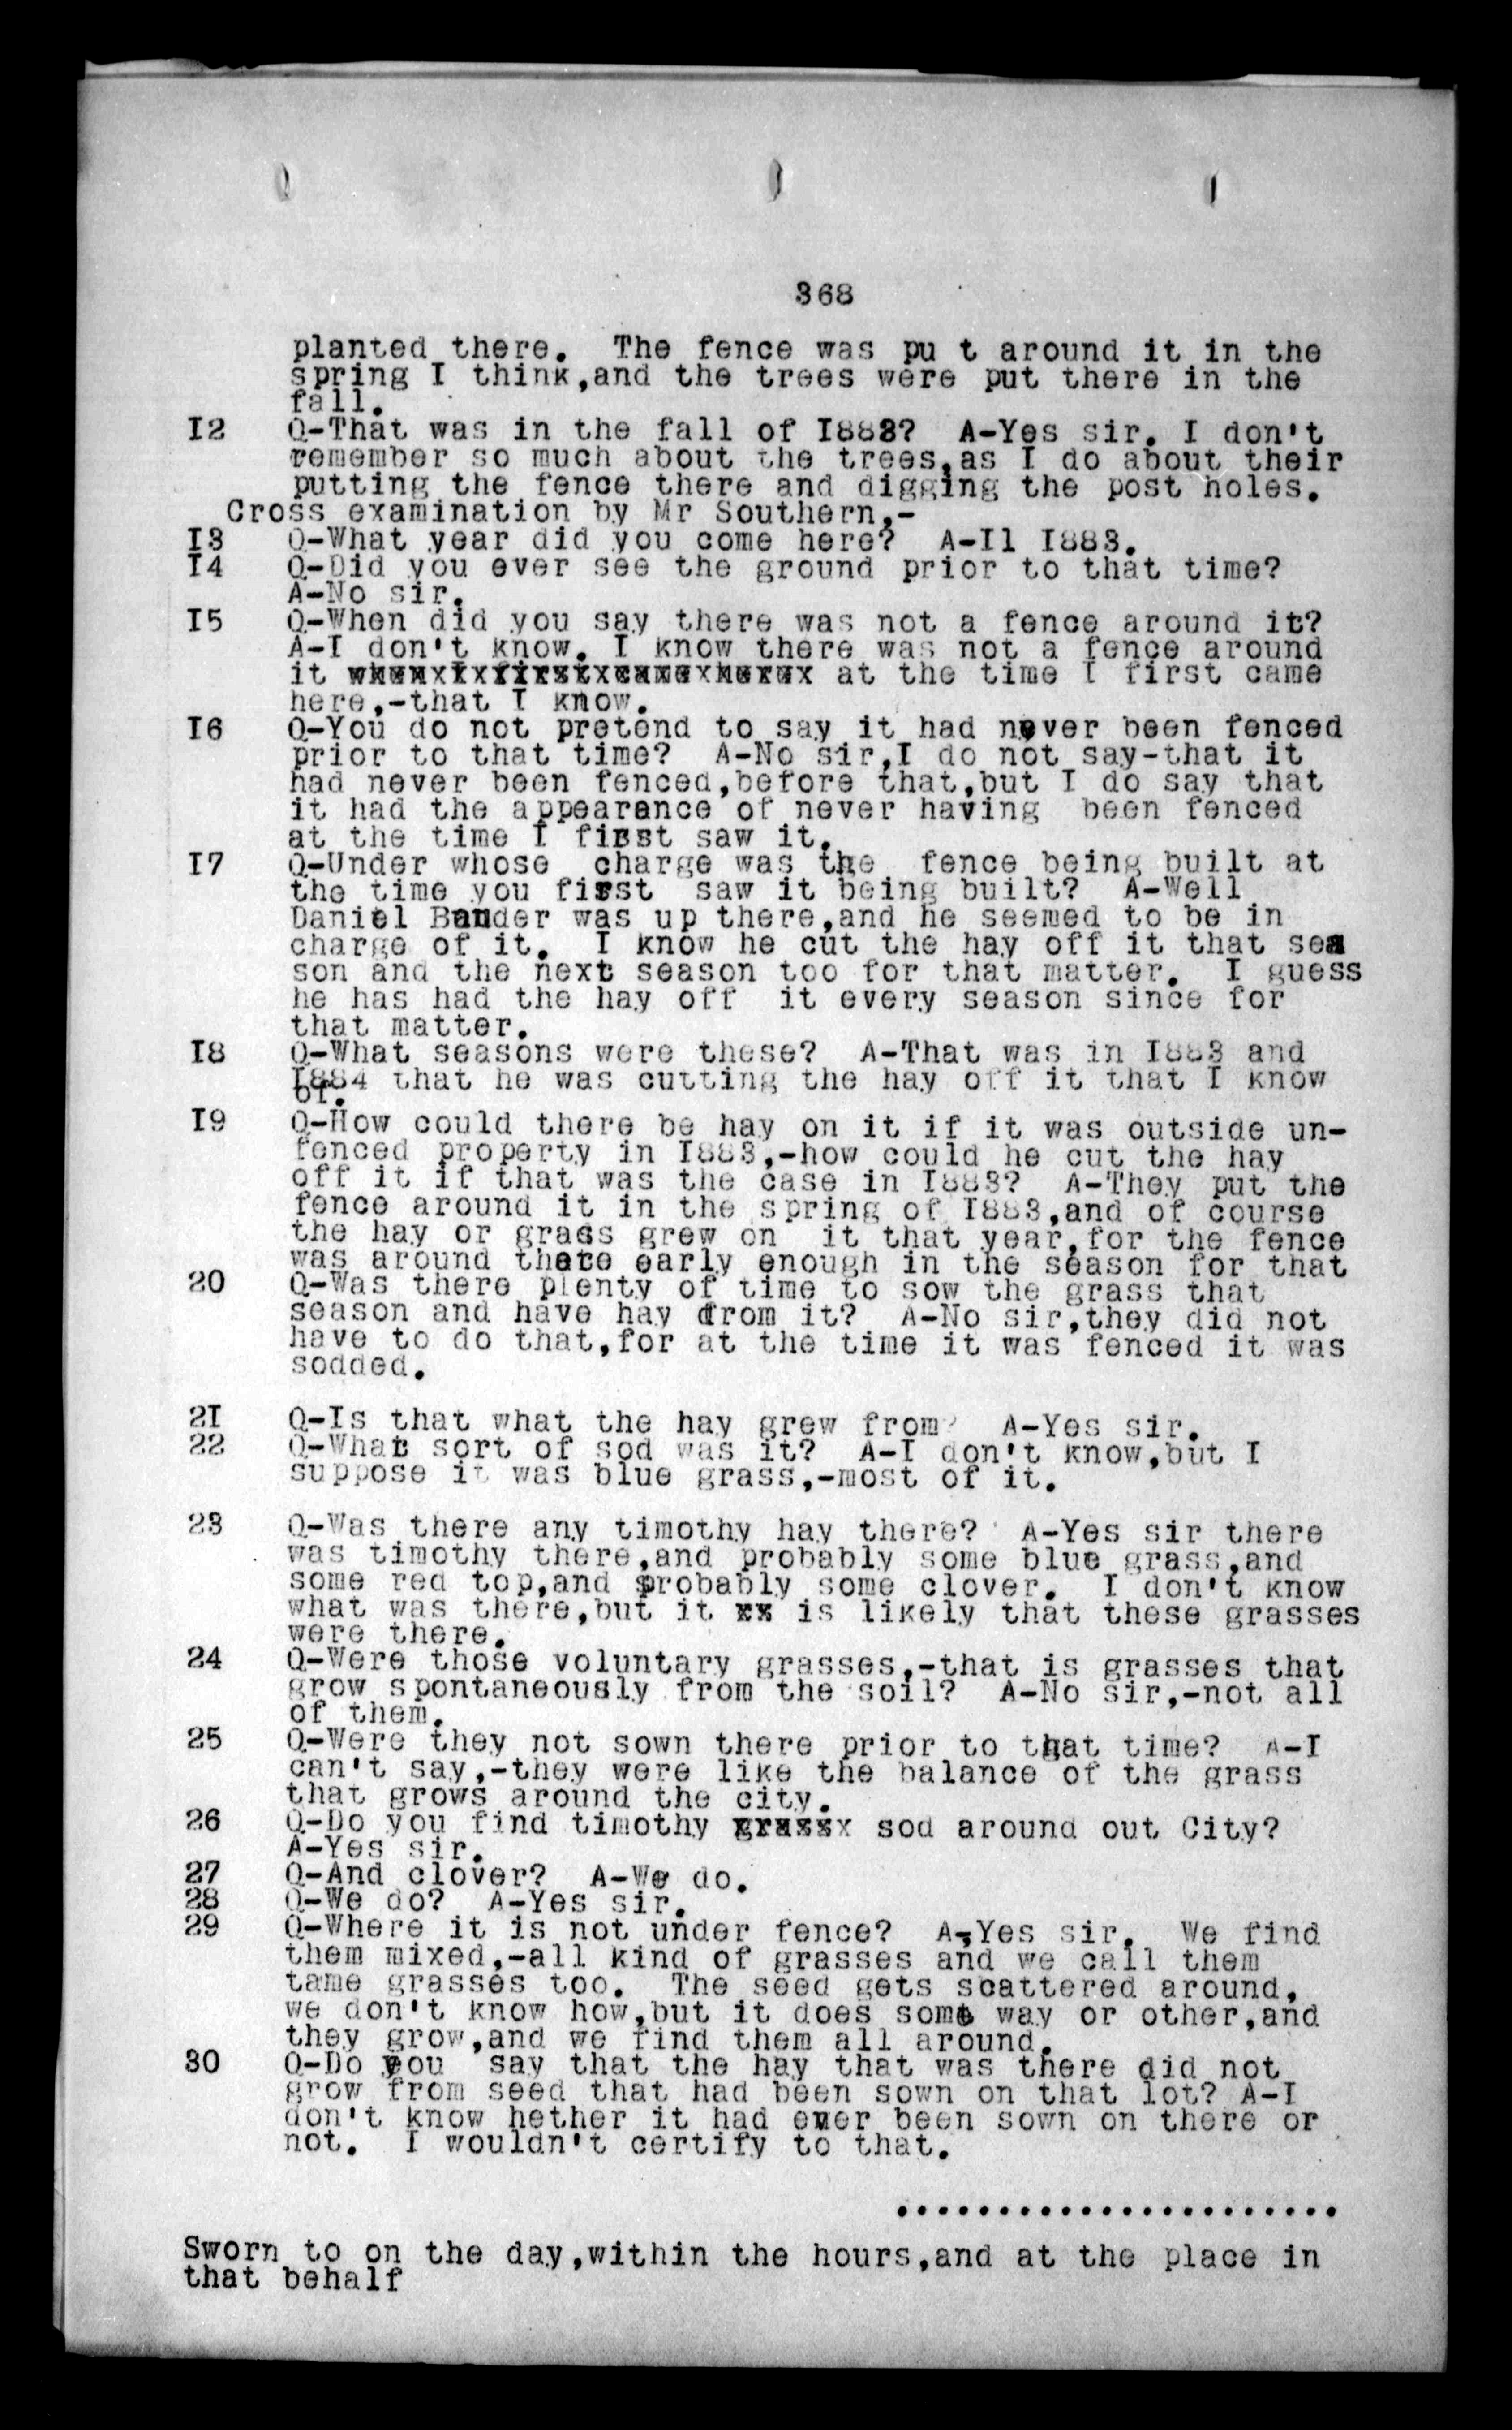 368
planted there. The fence was pu t around it in the
spring I think,and the trees were put there in the
fall.
I2 Q-That was in the fall of I883? A-Yes sir. I don't
remember so much about the trees,as I do about their
putting the fence there and digging the post holes.
Cross examination by Mr Southern,-
I3 Q-What year did you come here? A-Il I883.
I4 Q-Did you ever see the ground prior to that time?
A-No sir.
I5 Q-When did you say there was not a fence around it?
A-I don't know. I know there was not a fence around
it at the time I first came
here,-that I know.
I6 Q-You do not pretend to say it had never been fenced
prior to that time? A-No sir,I do not say-that it
had never been fenced,before that,but I do say that
it had the appearance of never having been fenced
at the time I first saw it.
I7 Q-Under whose charge was the fence being built at
the time you first saw it being built? A-Well
Daniel was up there,and he seemed to be in
charge of it. I know he cut the hay off it that sea
son and the next season too for that matter. I guess
he has had the hay off it every season since for
that matter.
I8 Q-What seasons were these? A-That was in I883 and
I884 that he was cutting the hay off it that I know
of.
I9 Q-How could there be hay on it if it was outside un-
fenced property in I883,-how could he cut the hay
off it if that was the case in I883? A-They put the
fence around it in the spring of I883,and of course
the hay or grass grew on it that year,for the fence
was around there early enough in the season for that
20 Q-Was there plenty of time to sow the grass that
season and have hay from it? A-No sir,they did not
have to do that,for at the time it was fenced it was
sodded.
2I Q-Is that what the hay grew from? A-Yes sir.
22 Q-What sort of sod was it? A-I don't know,but I
suppose it was blue grass,-most of it.
23 Q-Was there any timothy hay there? A-Yes sir there
was timothy there,and probably some blue grass,and
some red top,and probably some clover. I don't know
what was there,but it xx is likely that these grasses
were there.
24 Q-Were those voluntary grasses,-that is grasses that
grow spontaneously from the soil? A-No sir,-not all
of them.
25 Q-Were they not sown there prior to that time? A-I
can't say,-they were like the balance of the grass
that grows around the city.
26 Q-Do you find timothy sod around out City?
A-Yes sir.
27 Q-And clover? A-We do.
28 Q-We do? A-Yes sir.
29 Q-Where it is not under fence? A-,Yes sir. We find
them mixed,-all kind of grasses and we call them
tame grasses too. The seed gets scattered around,
we don't know how,but it does some way or other,and
they grow,and we find them all around.
30 Q-Do you say that the hay that was there did not
grow from seed that had been sown on that lot? A-I
don't know hether it had ever been sown on there or
not. I wouldn't certify to that.
......................
Sworn to on the day,within the hours,and at the place in
that behalf